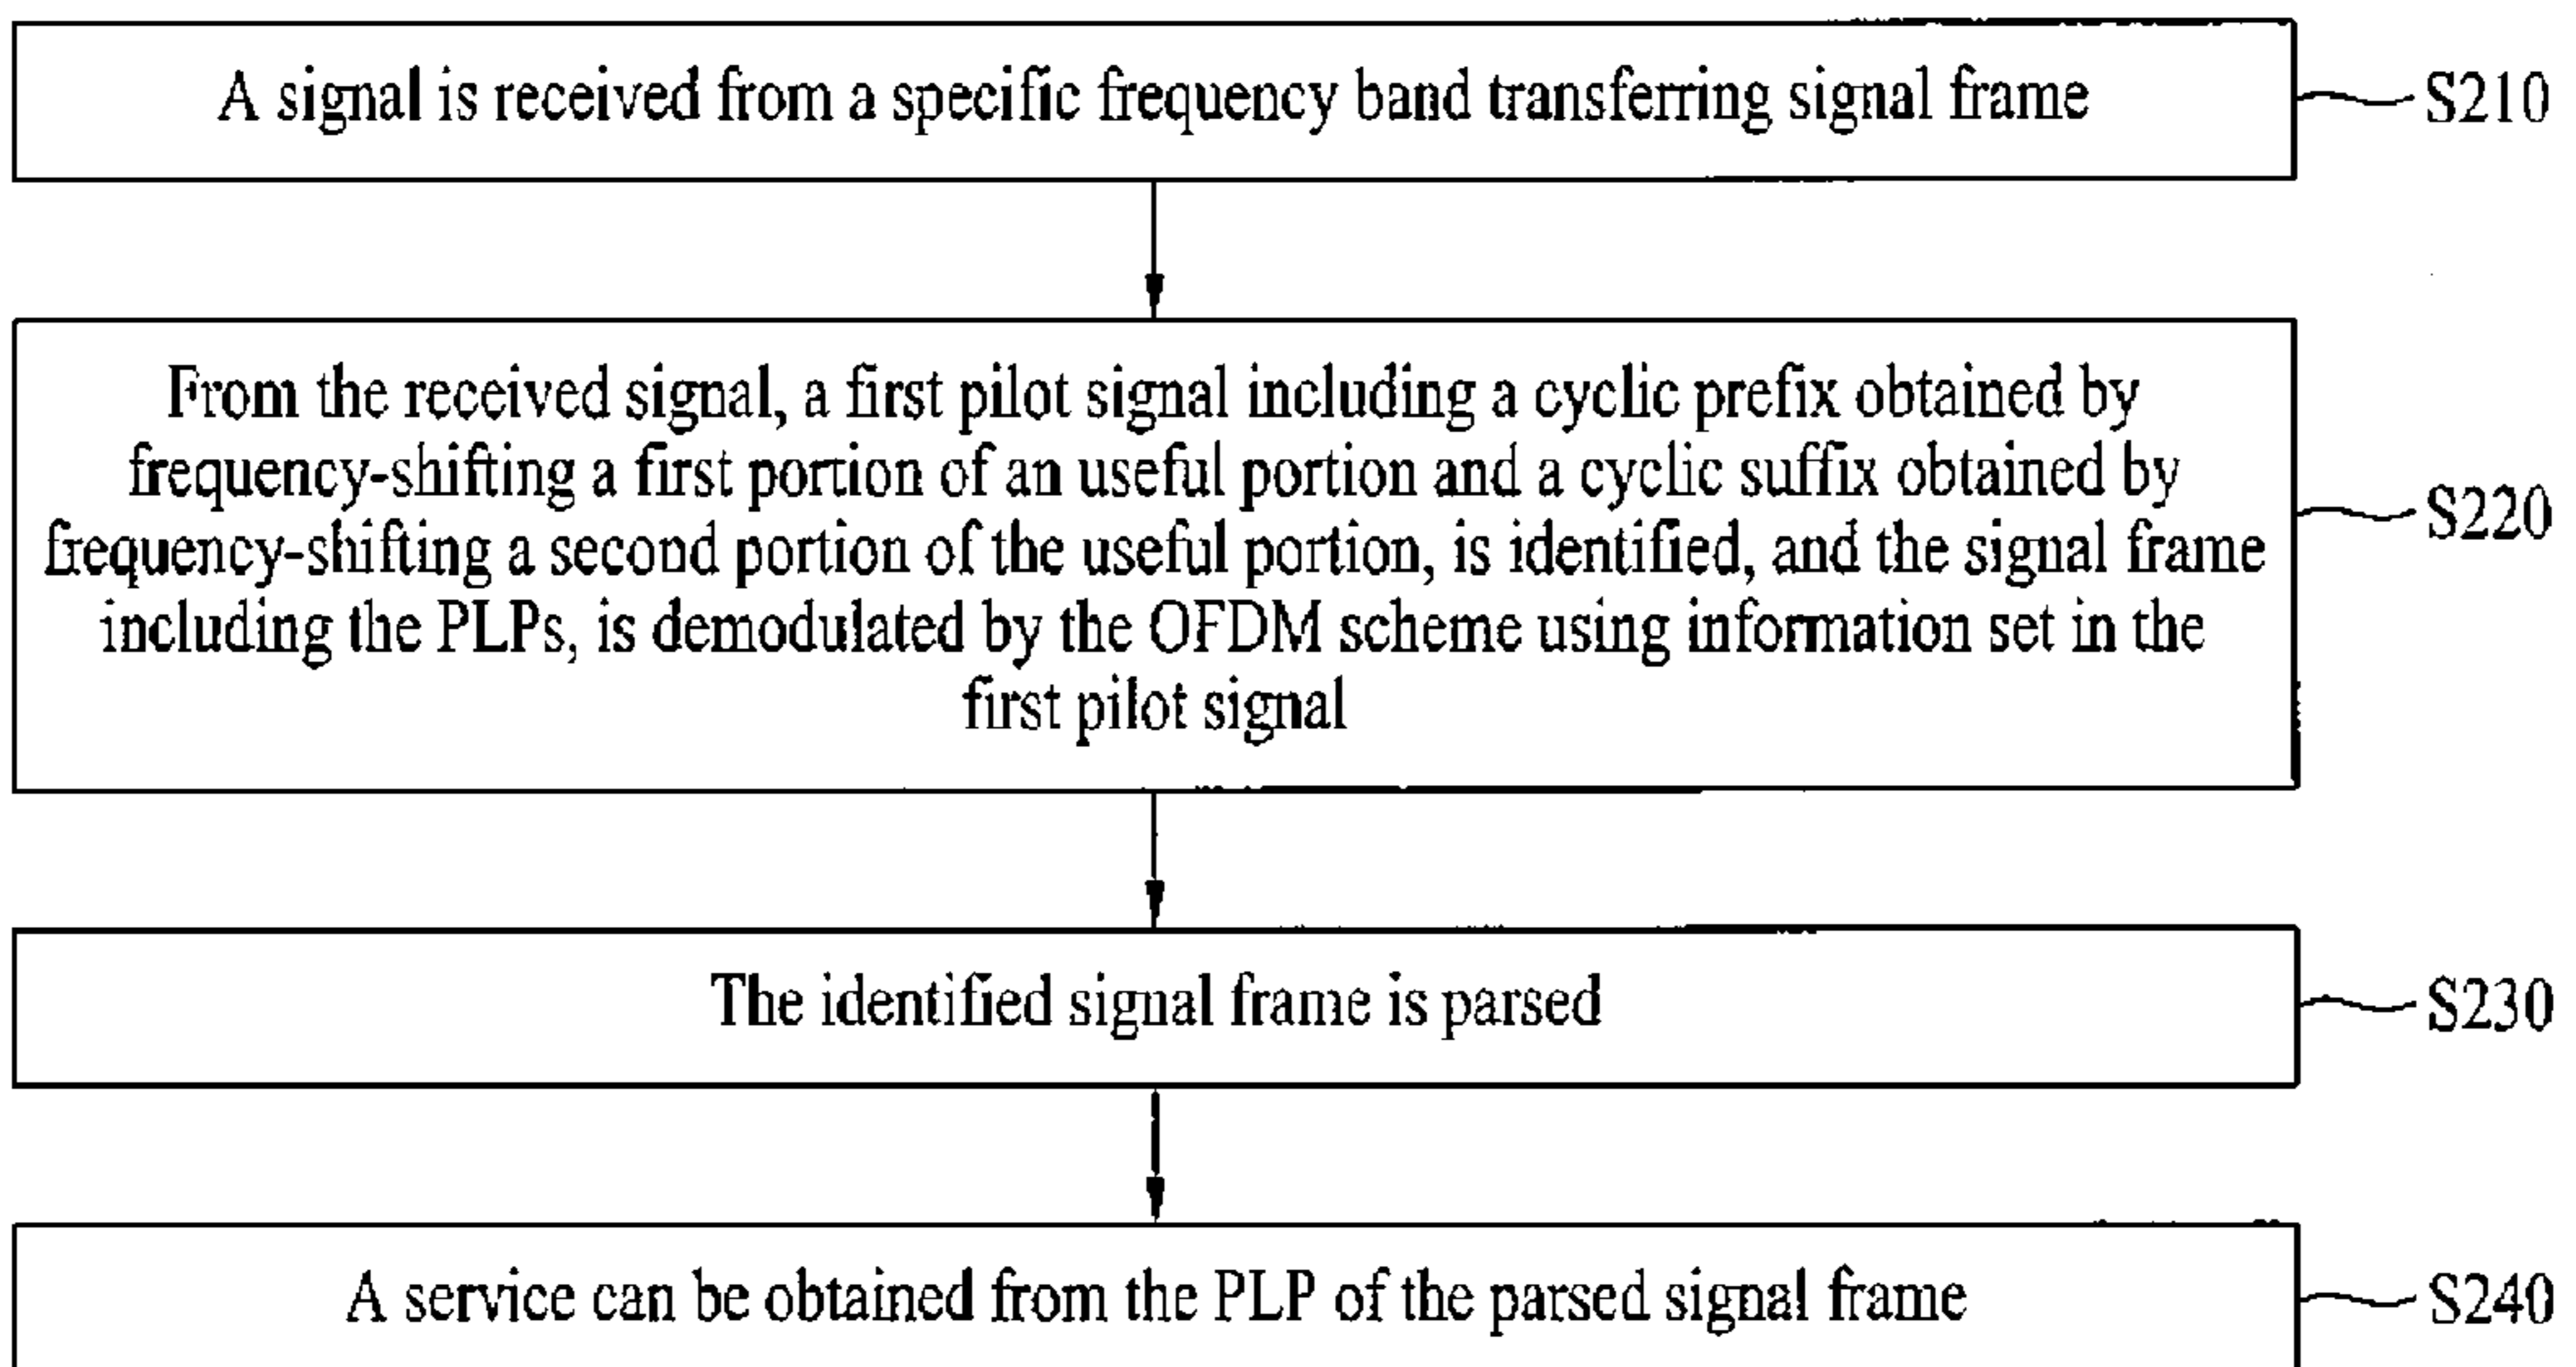 A signal is received from a specific frequency band transferring signal frame
S210
From the received signal, a first pilot signal including a cyclic prefix obtained by
frequency-shifting a first portion of an useful portion and a cyclic suffix obtained by
frequency-shifting a second portion of the useful portion, is identified, and the signal frame
including the PLPs, is demodulated by the OFDM scheme using information set in the
first pilot signal
S220
The identified signal frame is parsed
S230
A service can be obtained from the PLP of the parsed signal frame
S240